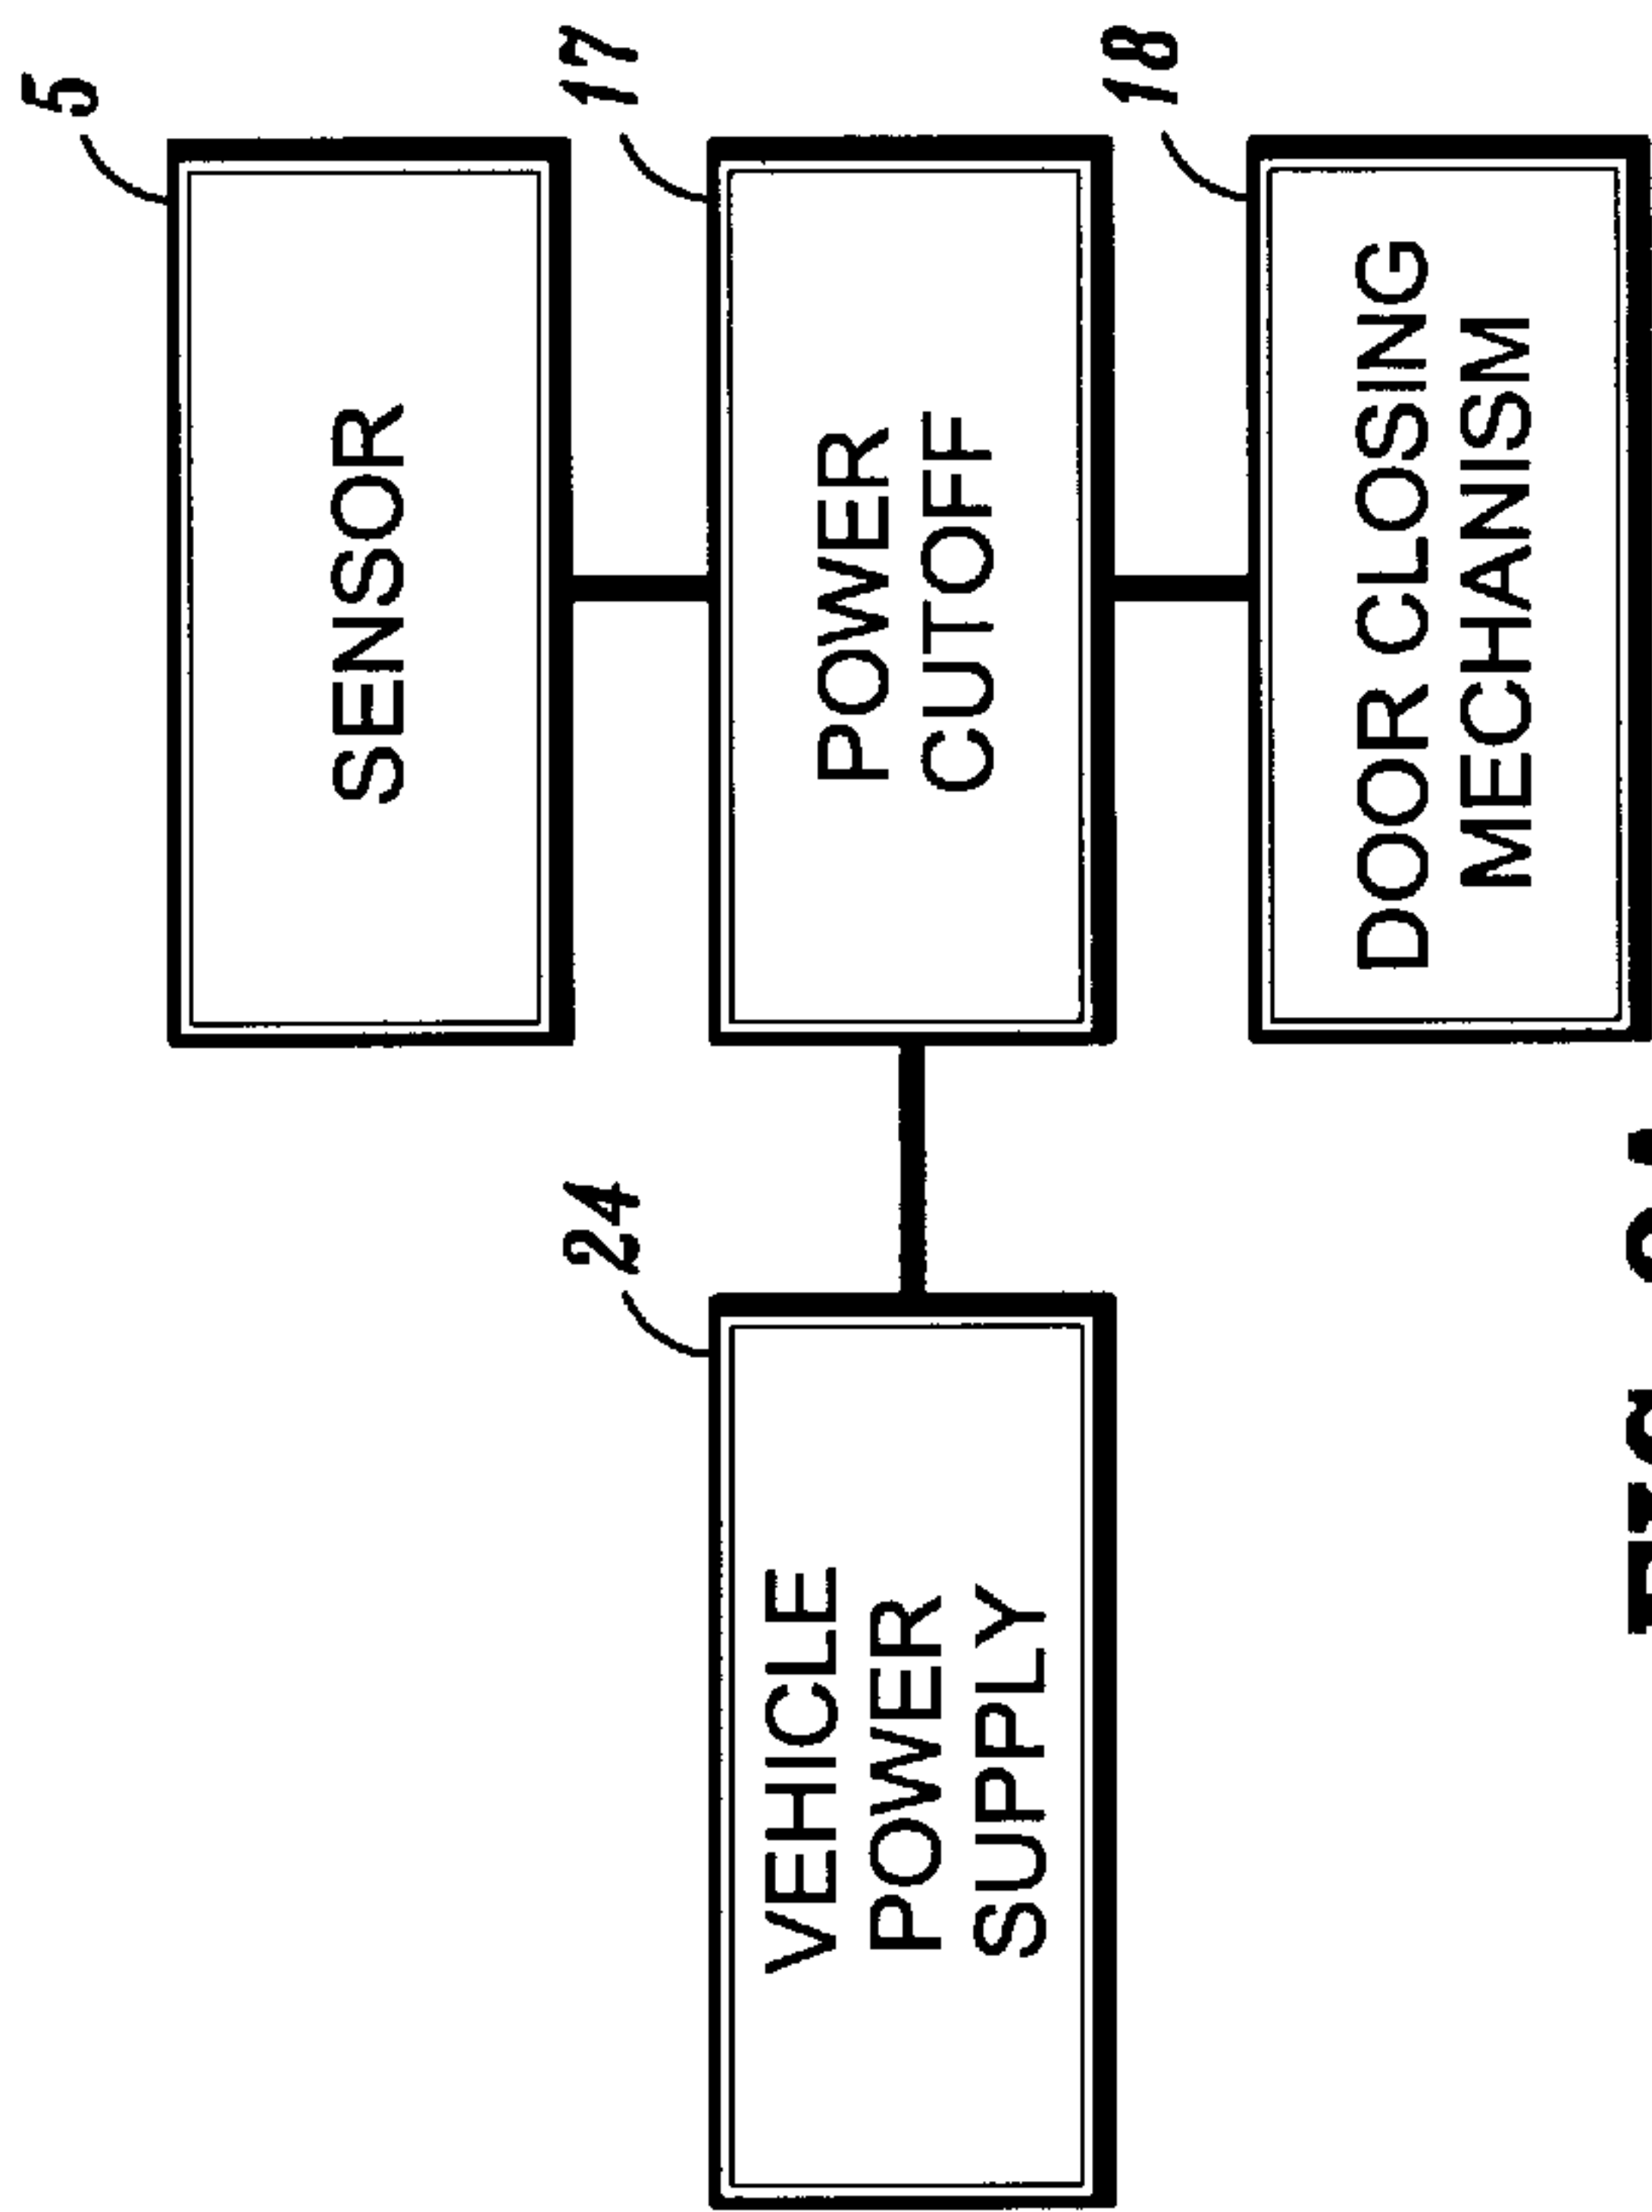 5
SENSOR
17
POWER
CUTOFF
18
DOOR CLOSING
MECHANISM
24
VEHICLE
POWER
SUPPLY